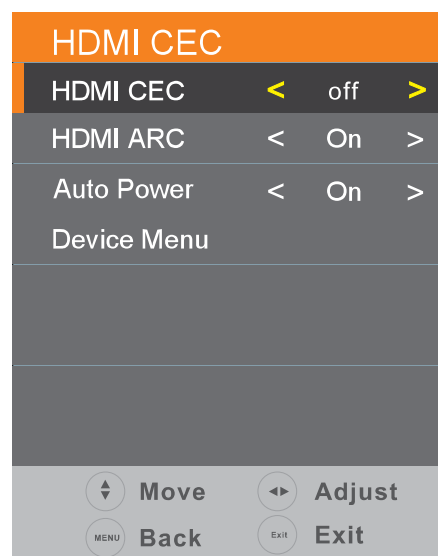 HDMI CEC
HDMI CEC < off >
HDMI ARC < On >
Auto Power < On >
Device Menu
Move Adjust
MENU Back Exit Exit